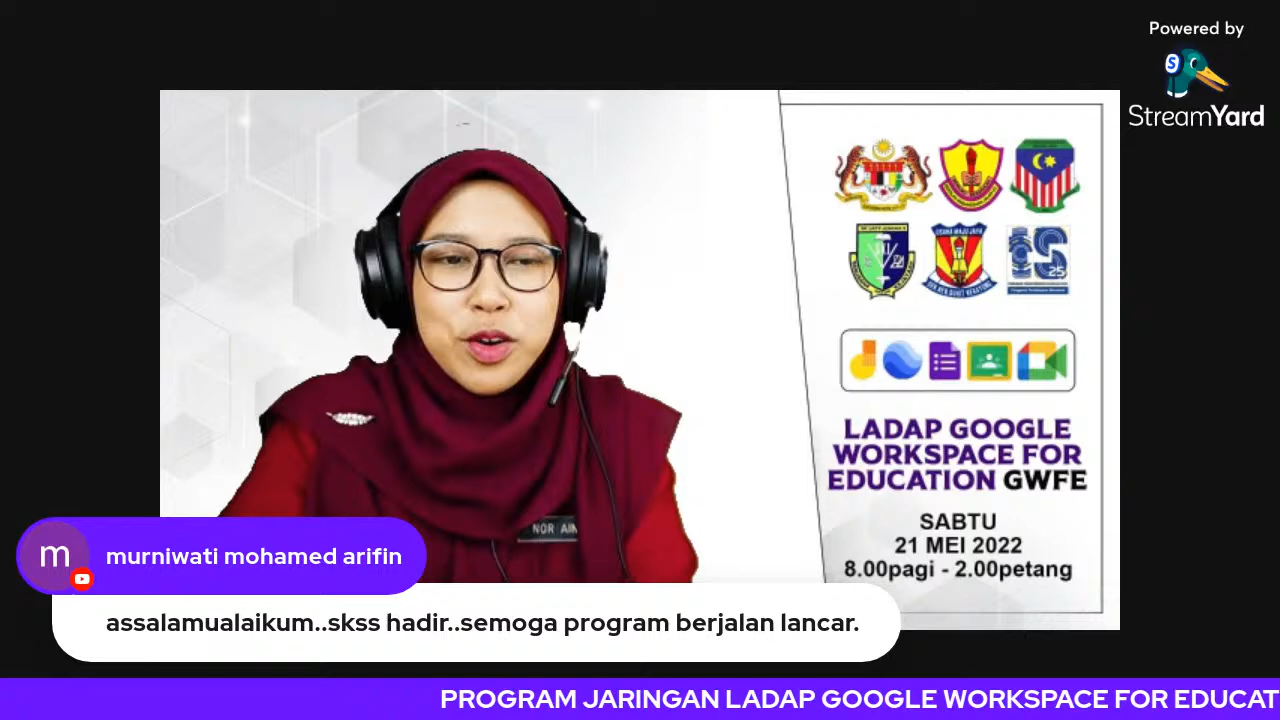 Powered by
StreamYard
LADAP GOOGLE
WORKSPACE FOR
EDUCATION GWFE
SABTU
21 MEI 2022
8.00pagi - 2.00petang
NOR AIN
m
murniwati mohamed arifin
assalamualaikum..skss hadir..semoga program berjalan lancar.
PROGRAM JARINGAN LADAP GOOGLE WORKSPACE FOR EDUCAT